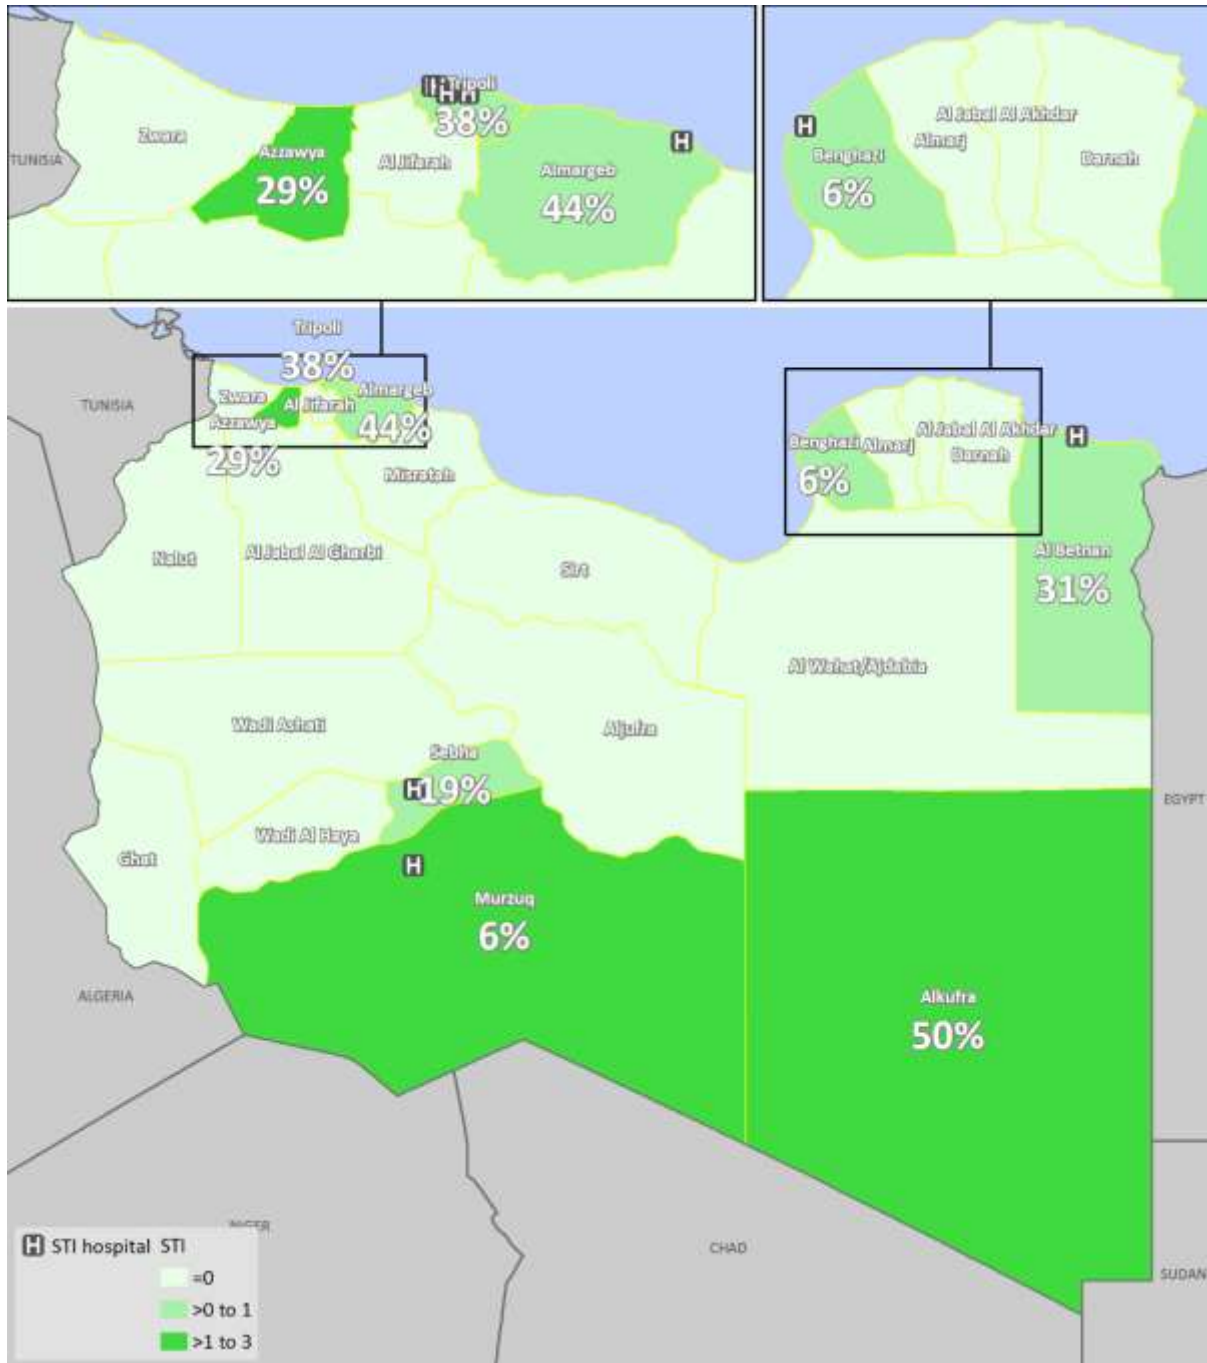 Tripoli
38%
Zwara
TUNISIA
Azzawya
29%
Al Jifarah
Almargeb
44%
H
H
H
Al Jabal Al Akhdar
Almarj
Darnah
H
Benghazi
6%
Tripoli
38%
TUNISIA
Zwara
Al Jifarah
Almargeb
44%
Azzawya
29%
Misratah
Nalut
Al Jabal Al Gharbi
Sirt
Benghazi
6%
Almarj
Al Jabal Al Akhdar
H
Darnah
Al Betnan
31%
Al Wahat/Ajdabia
Wadi Ashati
Aljufra
Sebha
H 19%
EGYPT
Wadi Al Haya
Ghat
H
Murzuq
6%
ALGERIA
Alkufra
50%
NIGER
CHAD
SUDAN
H STI hospital STI
=0
>0 to 1
>1 to 3